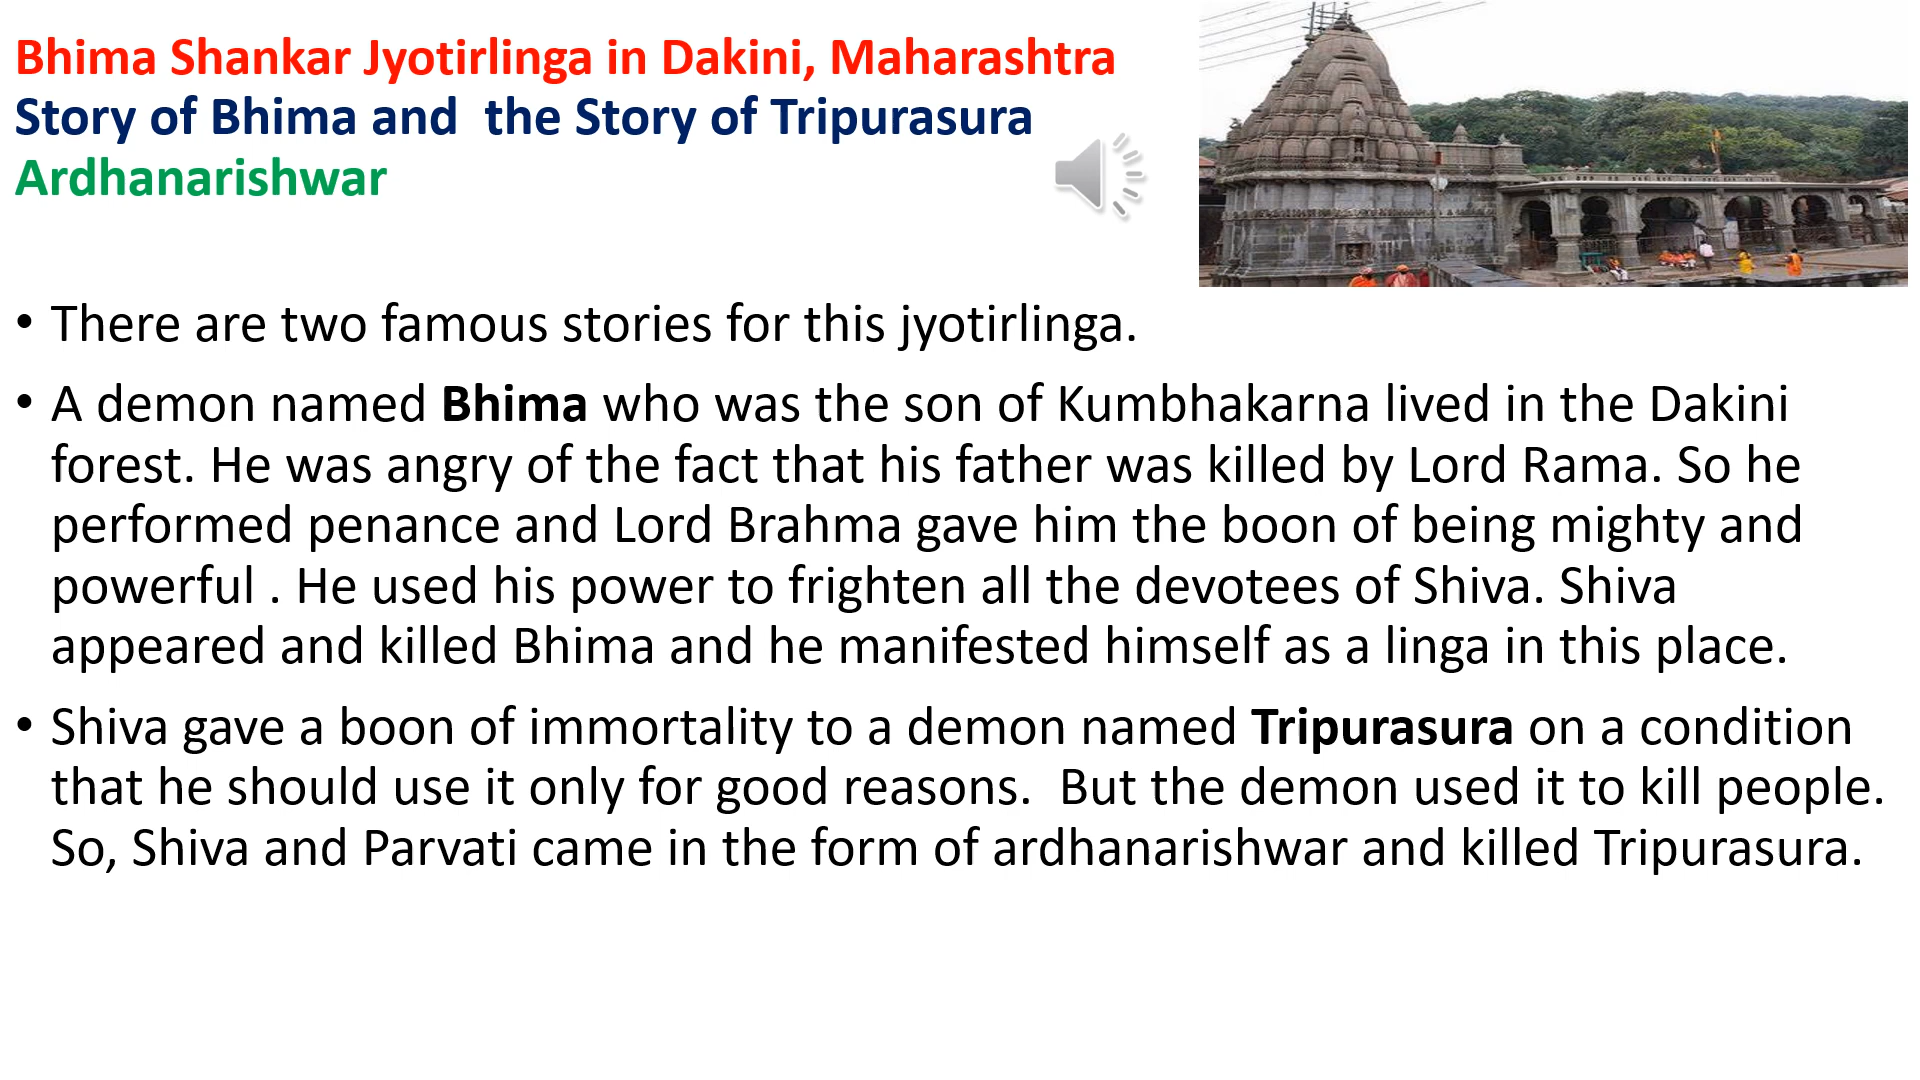 Bhima Shankar Jyotirlinga in Dakini, Maharashtra
Story of Bhima and  the Story of Tripurasura
Ardhanarishwar
• There are two famous stories for this jyotirlinga.
• A demon named Bhima who was the son of Kumbhakarna lived in the Dakini
forest. He was angry of the fact that his father was killed by Lord Rama. So he
performed penance and Lord Brahma gave him the boon of being mighty and
powerful . He used his power to frighten all the devotees of Shiva. Shiva
appeared and killed Bhima and he manifested himself as a linga in this place.
• Shiva gave a boon of immortality to a demon named Tripurasura on a condition
that he should use it only for good reasons.  But the demon used it to kill people.
So, Shiva and Parvati came in the form of ardhanarishwar and killed Tripurasura.